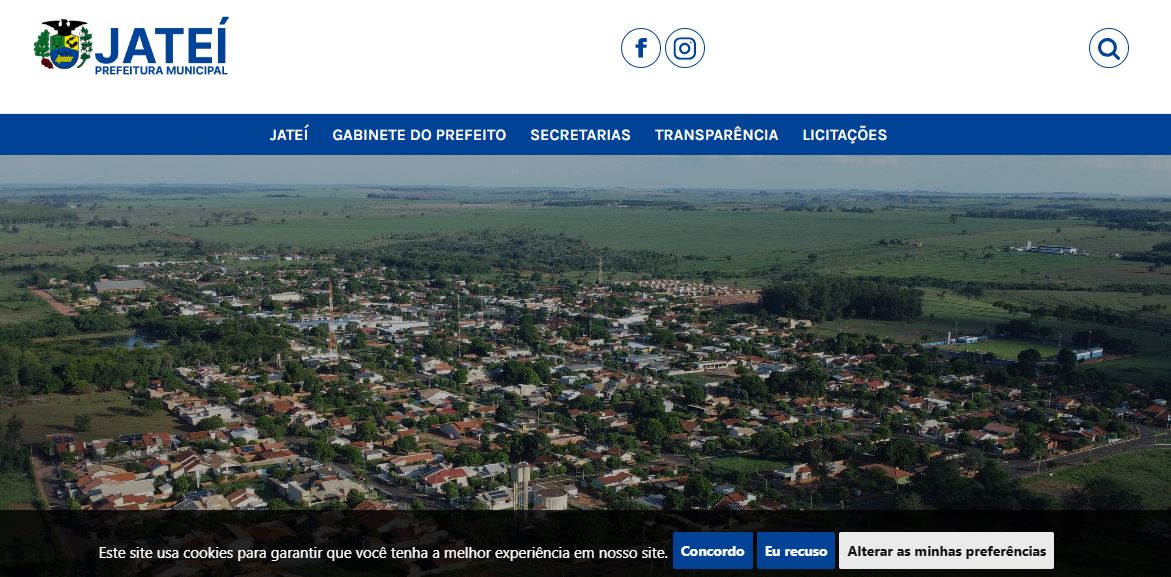 JATEÍ
PREFEITURA MUNICIPAL
JATEÍ GABINETE DO PREFEITO SECRETARIAS TRANSPARÊNCIA LICITAÇÕES
Este site usa cookies para garantir que você tenha a melhor experiência em nosso site. Concordo Eu recuso Alterar as minhas preferências